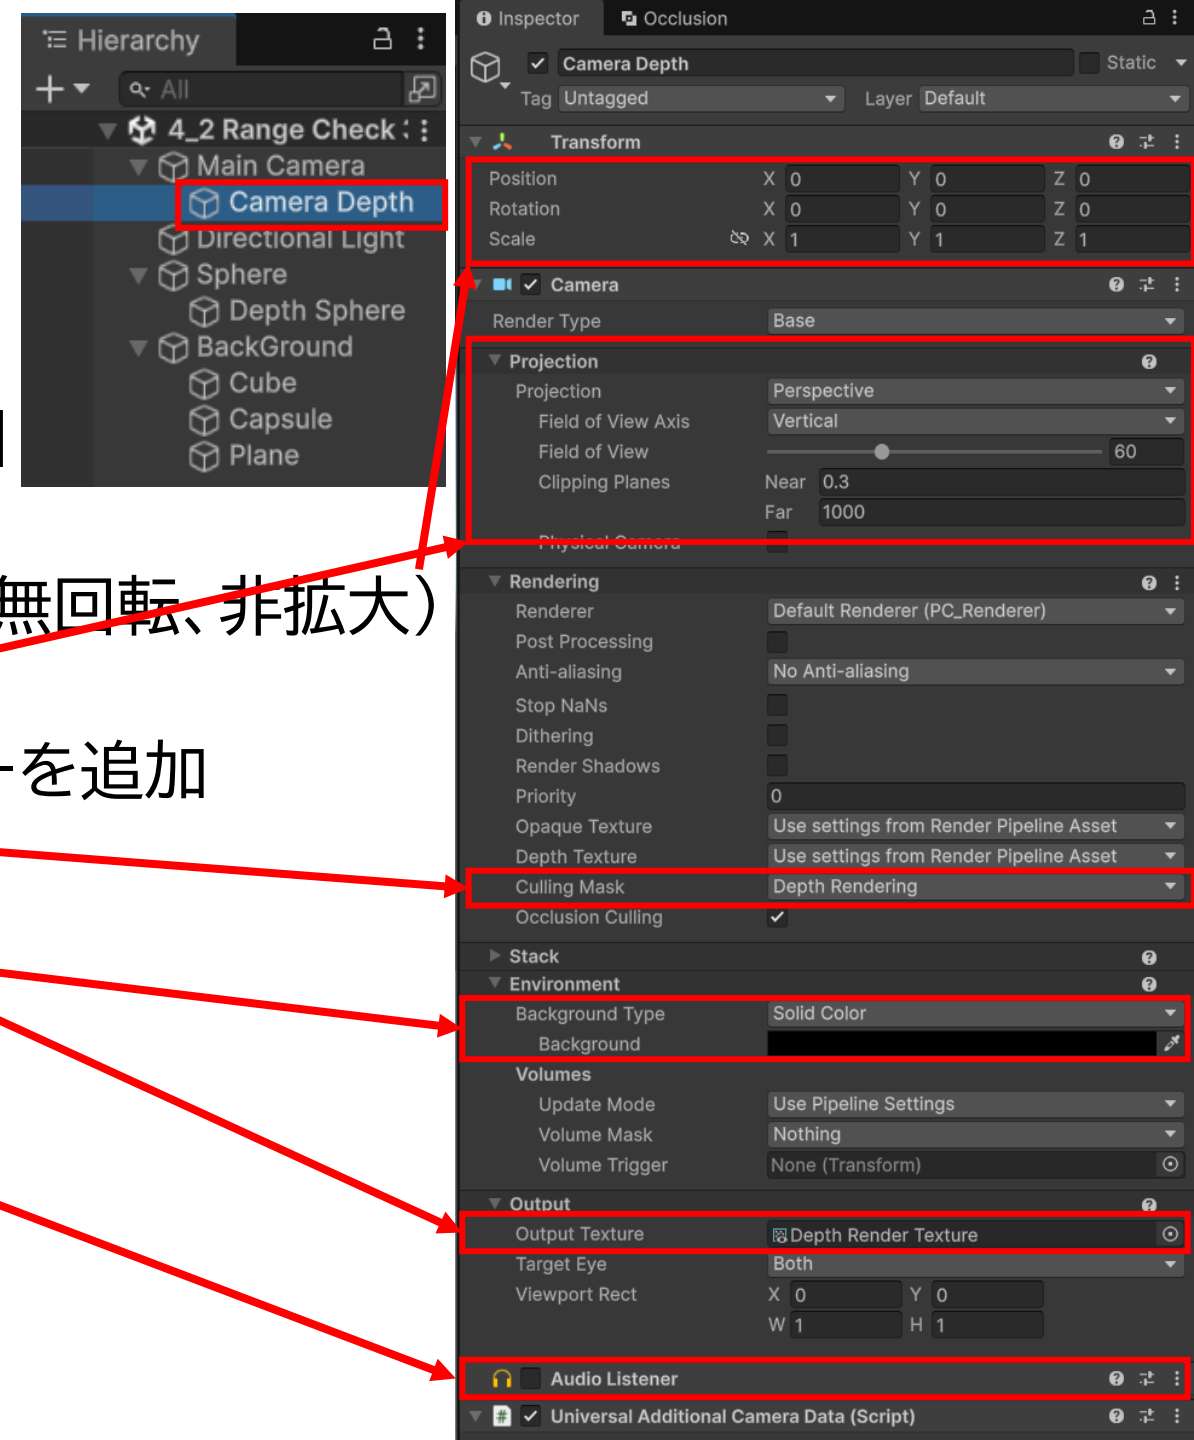 Hierarchy
All
4_2 Range Check
Main Camera
Camera Depth
Directional Light
Sphere
Depth Sphere
BackGround
Cube
Capsule
Plane
無回転、非拡大）
ーを追加
Inspector
Occlusion
Camera Depth
Static
Tag Untagged
Layer Default
Transform
Position X 0 Y 0 Z 0
Rotation X 0 Y 0 Z 0
Scale X 1 Y 1 Z 1
Camera
Render Type Base
Projection
Projection Perspective
Field of View Axis Vertical
Field of View 60
Clipping Planes Near 0.3
Far 1000
Physical Camera
Rendering
Renderer Default Renderer (PC_Renderer)
Post Processing
Anti-aliasing No Anti-aliasing
Stop NaNs
Dithering
Render Shadows
Priority 0
Opaque Texture Use settings from Render Pipeline Asset
Depth Texture Use settings from Render Pipeline Asset
Culling Mask Depth Rendering
Occlusion Culling
Stack
Environment
Background Type Solid Color
Background
Volumes
Update Mode Use Pipeline Settings
Volume Mask Nothing
Volume Trigger None (Transform)
Output
Output Texture Depth Render Texture
Target Eye Both
Viewport Rect X 0 Y 0
W 1 H 1
Audio Listener
# Universal Additional Camera Data (Script)